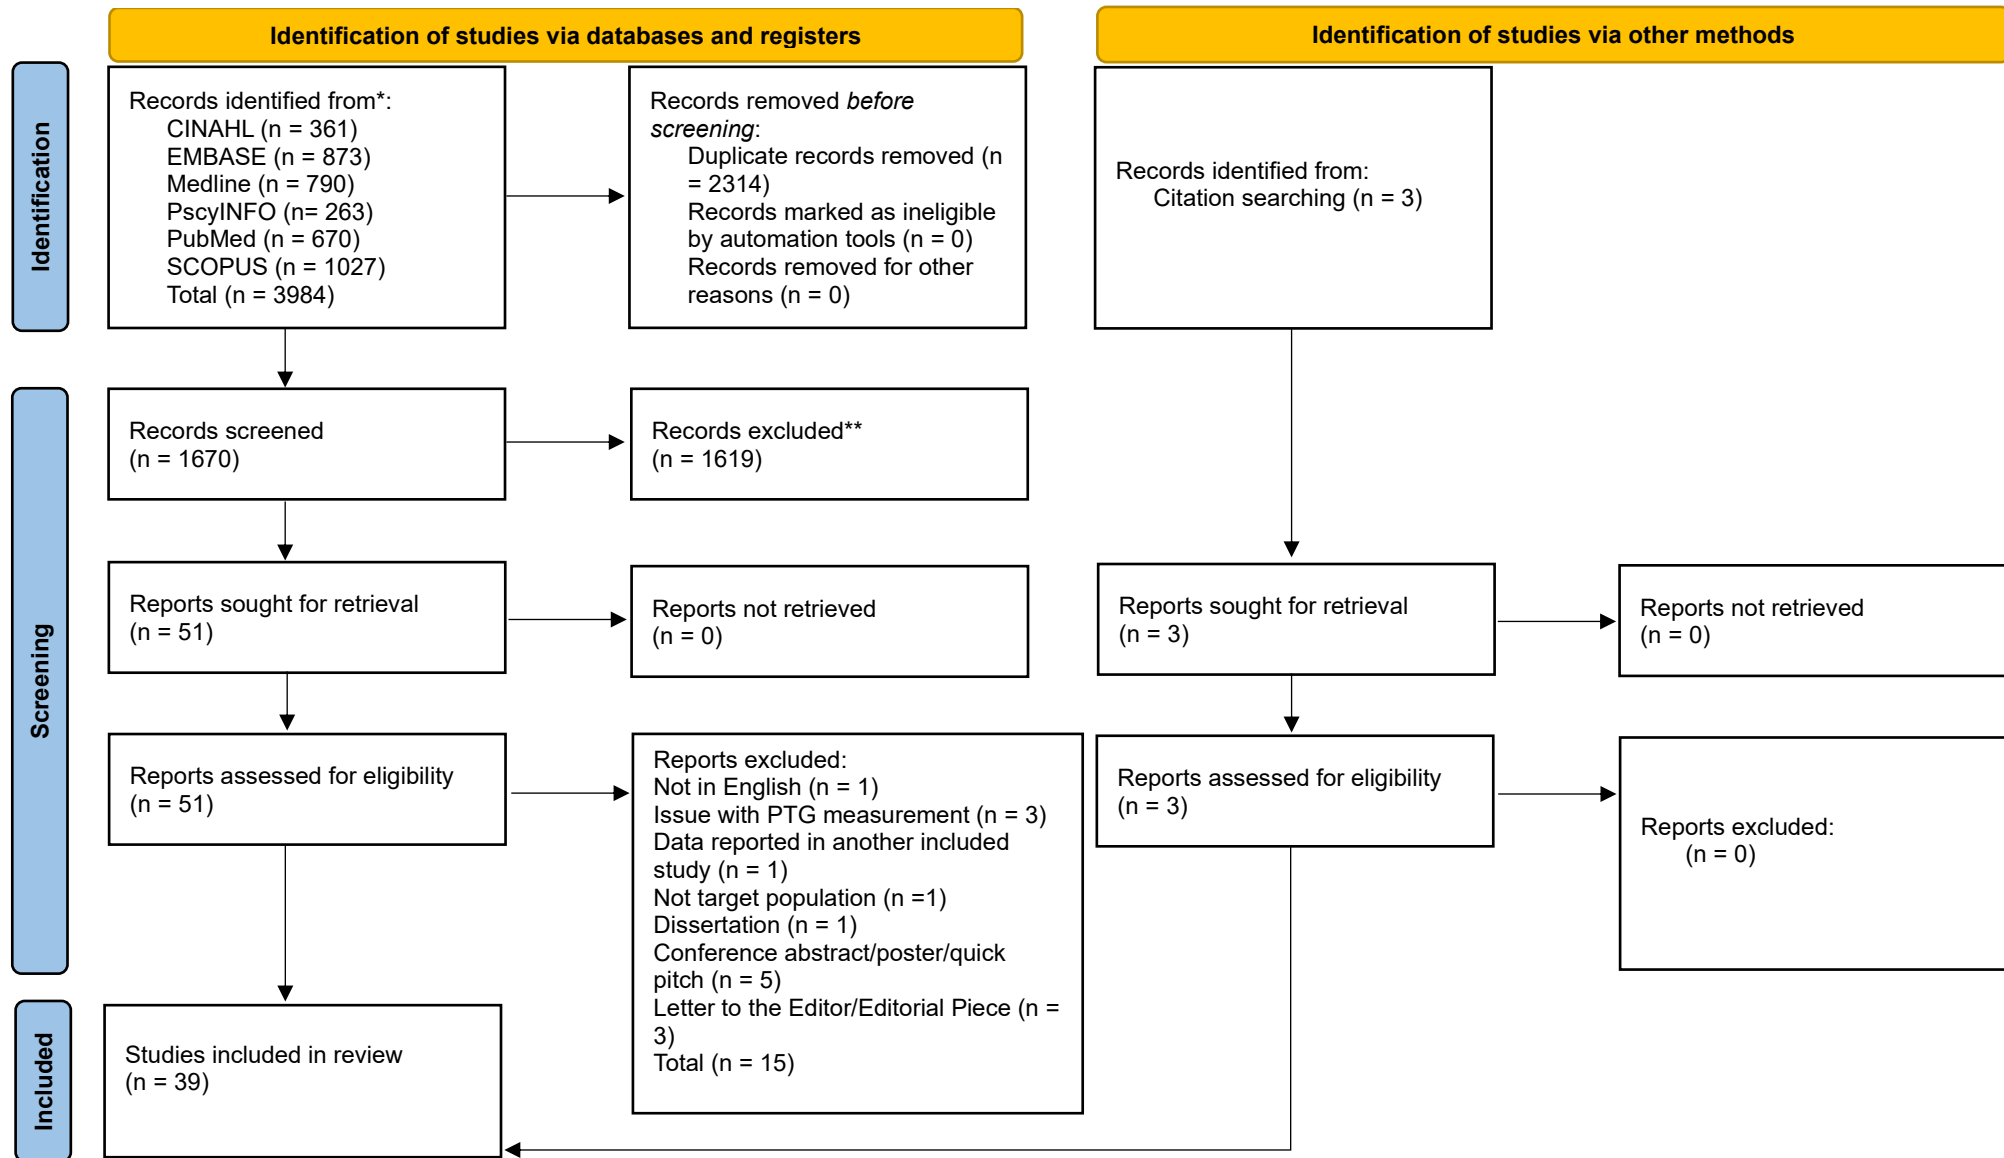 Identification of studies via databases and registers
Identification of studies via other methods
Identification
Records identified from*:
CINAHL (n = 361)
EMBASE (n = 873)
Medline (n = 790)
PscyINFO (n= 263)
PubMed (n = 670)
SCOPUS (n = 1027)
Total (n = 3984)
Records removed before
screening:
Duplicate records removed (n
= 2314)
Records marked as ineligible
by automation tools (n = 0)
Records removed for other
reasons (n = 0)
Records identified from:
Citation searching (n = 3)
Screening
Records screened
(n = 1670)
Records excluded**
(n = 1619)
Reports sought for retrieval
(n = 51)
Reports not retrieved
(n = 0)
Reports sought for retrieval
(n = 3)
Reports not retrieved
(n = 0)
Reports assessed for eligibility
(n = 51)
Reports excluded:
Not in English (n = 1)
Issue with PTG measurement (n = 3)
Data reported in another included
study (n = 1)
Not target population (n =1)
Dissertation (n = 1)
Conference abstract/poster/quick
pitch (n = 5)
Letter to the Editor/Editorial Piece (n =
3)
Total (n = 15)
Reports assessed for eligibility
(n = 3)
Reports excluded:
(n = 0)
Included
Studies included in review
(n = 39)